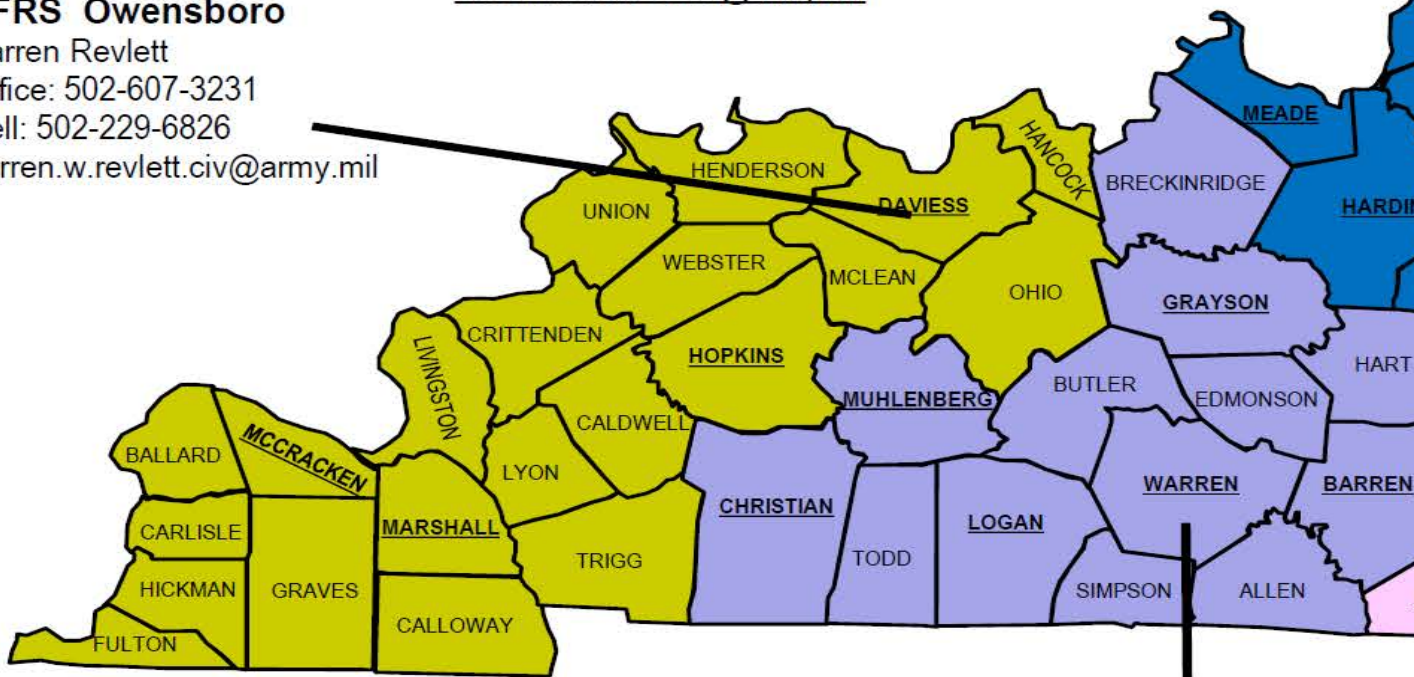 FRS Owensboro
arren Revlett
fice: 502-607-3231
ell: 502-229-6826
rren.w.revlett.civ@army.mil
MEADE
HANCOCK
HENDERSON
BRECKINRIDGE
UNION
DAVIESS
HARDI
WEBSTER
MCLEAN
OHIO
GRAYSON
CRITTENDEN
LIVINGSTON
HOPKINS
HART
BUTLER
MUHLENBERG
EDMONSON
CALDWELL
BALLARD
MCCRACKEN
LYON
WARREN
BARREN
CHRISTIAN
LOGAN
CARLISLE
MARSHALL
TRIGG
TODD
HICKMAN
GRAVES
SIMPSON
ALLEN
CALLOWAY
FULTON